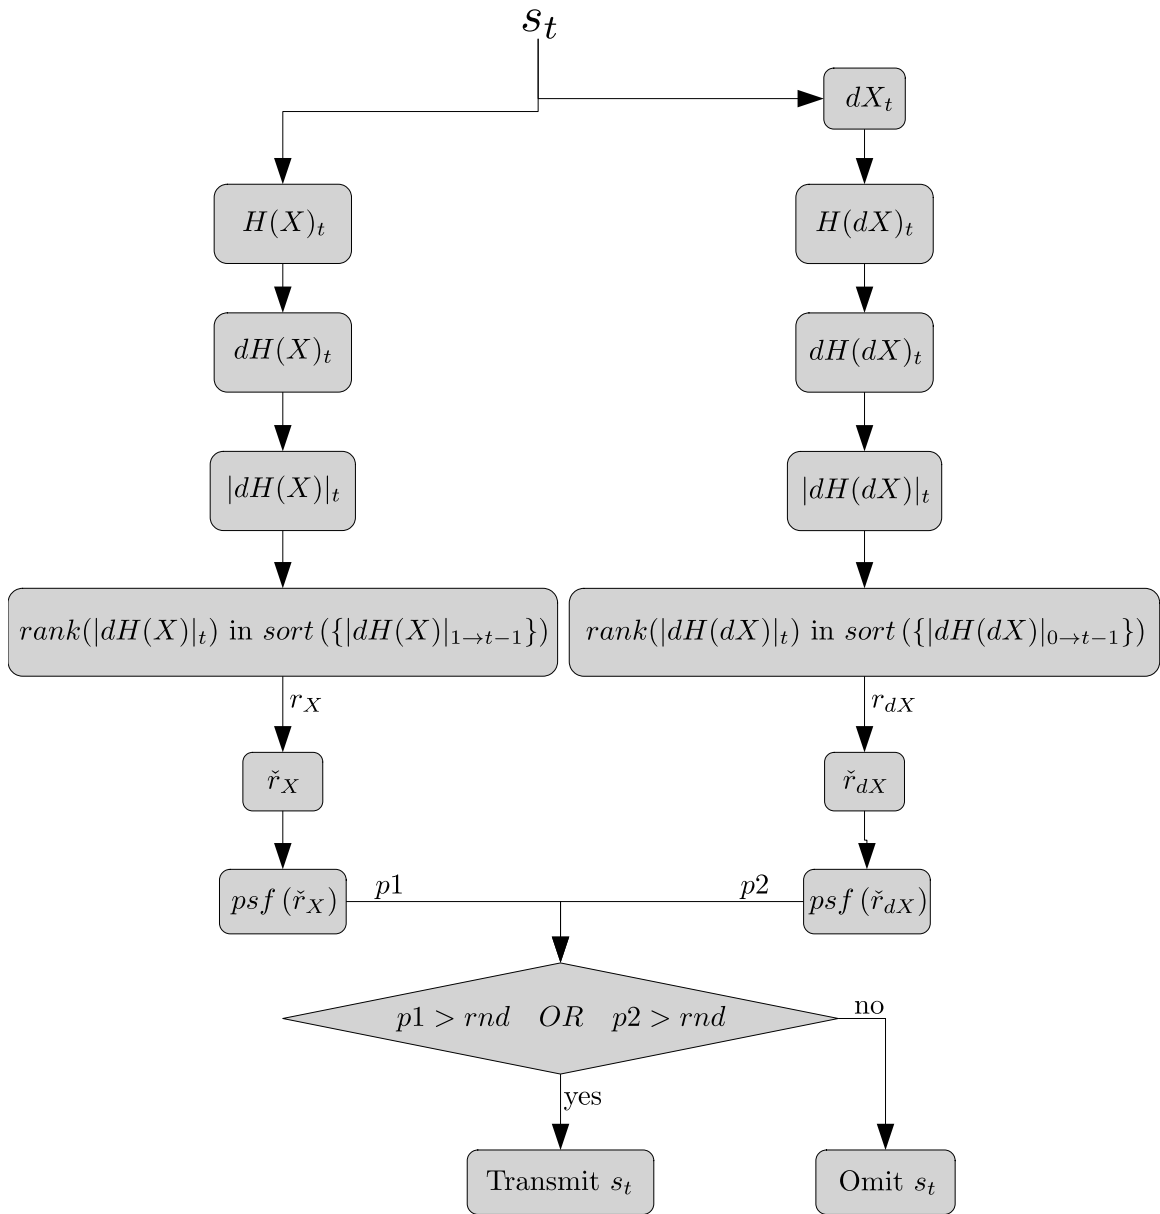 s_t
dX_t
H(X)_t H(dX)_t
dH(X)_t dH(dX)_t
|dH(X)|_t |dH(dX)|_t
rank(|dH(X)|_t) in sort({|dH(X)|_{1→t−1}}) rank(|dH(dX)|_t) in sort({|dH(dX)|_{0→t−1}})
r_X r_{dX}
ř_X ř_{dX}
psf(ř_X) p1 p2 psf(ř_{dX})
p1 > rnd OR p2 > rnd no
yes
Transmit s_t Omit s_t